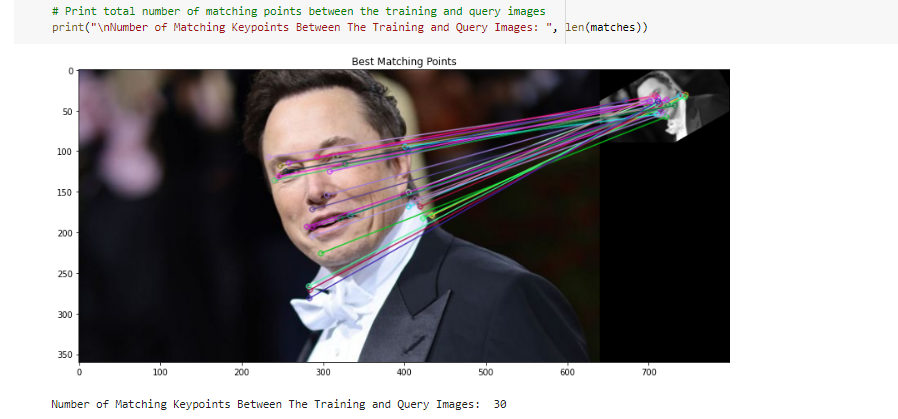 # Print total number of matching points between the training and query images
print("\nNumber of Matching Keypoints Between The Training and Query Images: ", len(matches))
Best Matching Points
0
50
100
150
200
250
300
350
0 100 200 300 400 500 600 700
Number of Matching Keypoints Between The Training and Query Images: 30